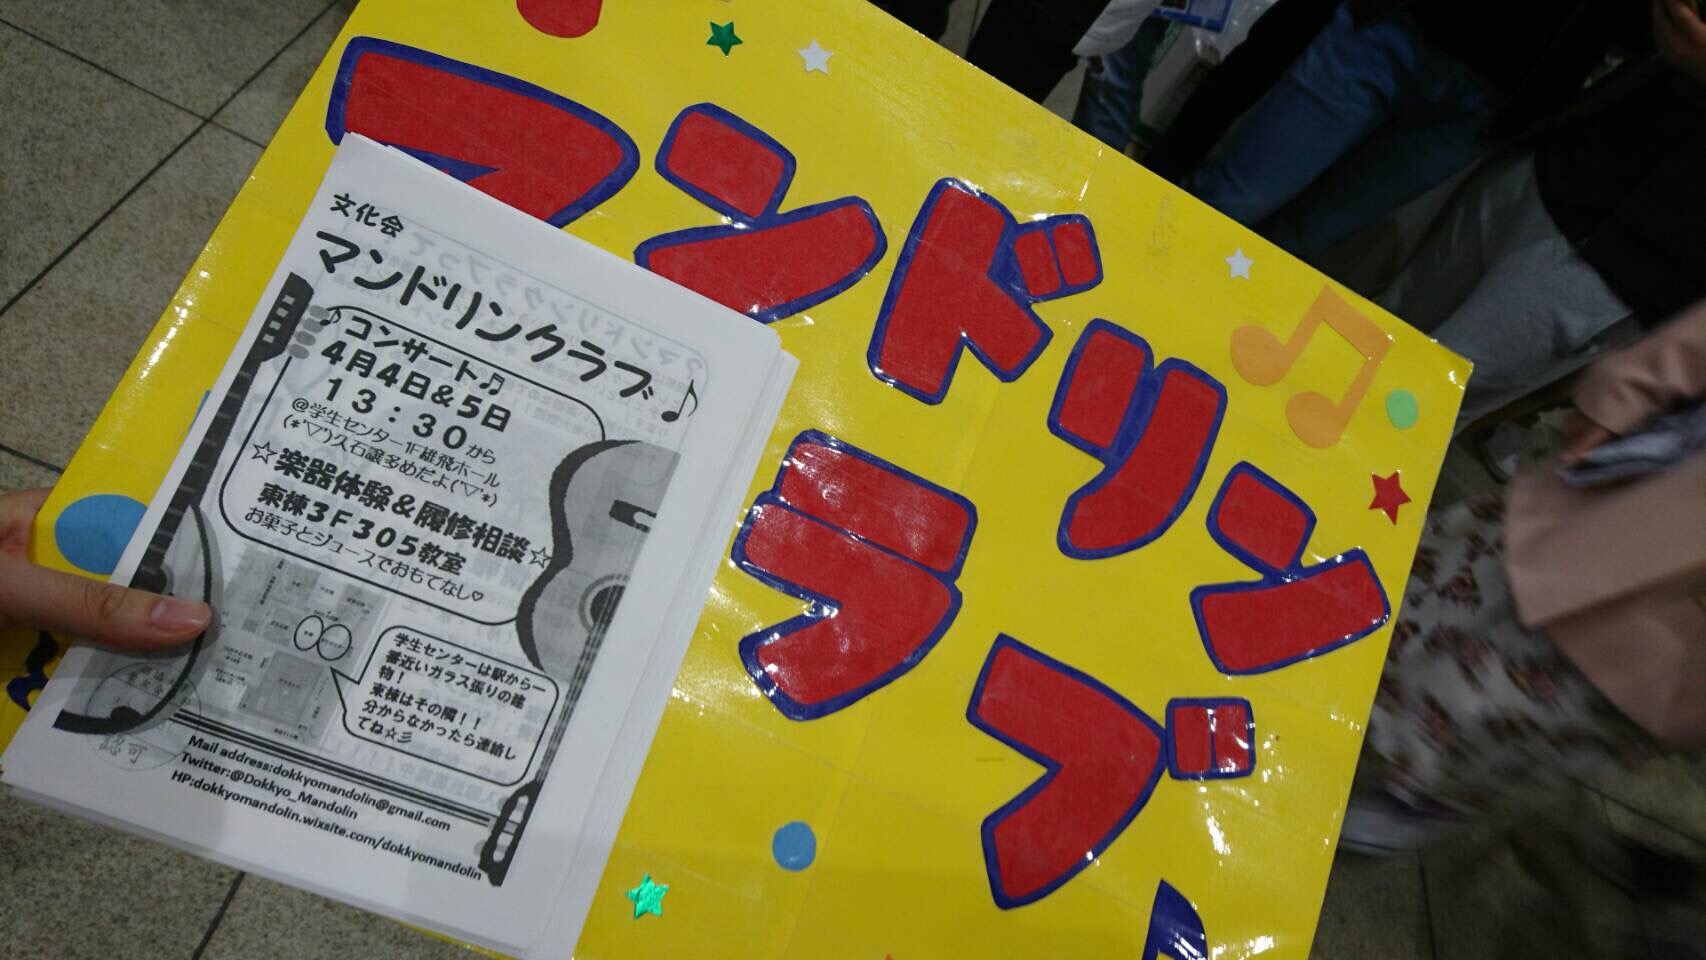 マンドリン
クラブ
文化会
マンドリンクラブ♪
♪コンサート♬
4月4日&5日
13:30から
@学生センター1F雄飛ホール
(*'▽')久石譲多めだよ('▽'*)
☆楽器体験&履修相談☆
東棟3F305教室
お菓子とジュースでおもてなし♡
学生センターは駅から一
番近いガラス張りの建
物!
東棟はその隣!!
分からなかったら連絡し
てね☆彡
Mail address:dokkyomandolin@gmail.com
Twitter:@Dokkyo_Mandolin
HP:dokkyomandolin.wixsite.com/dokkyomandolin